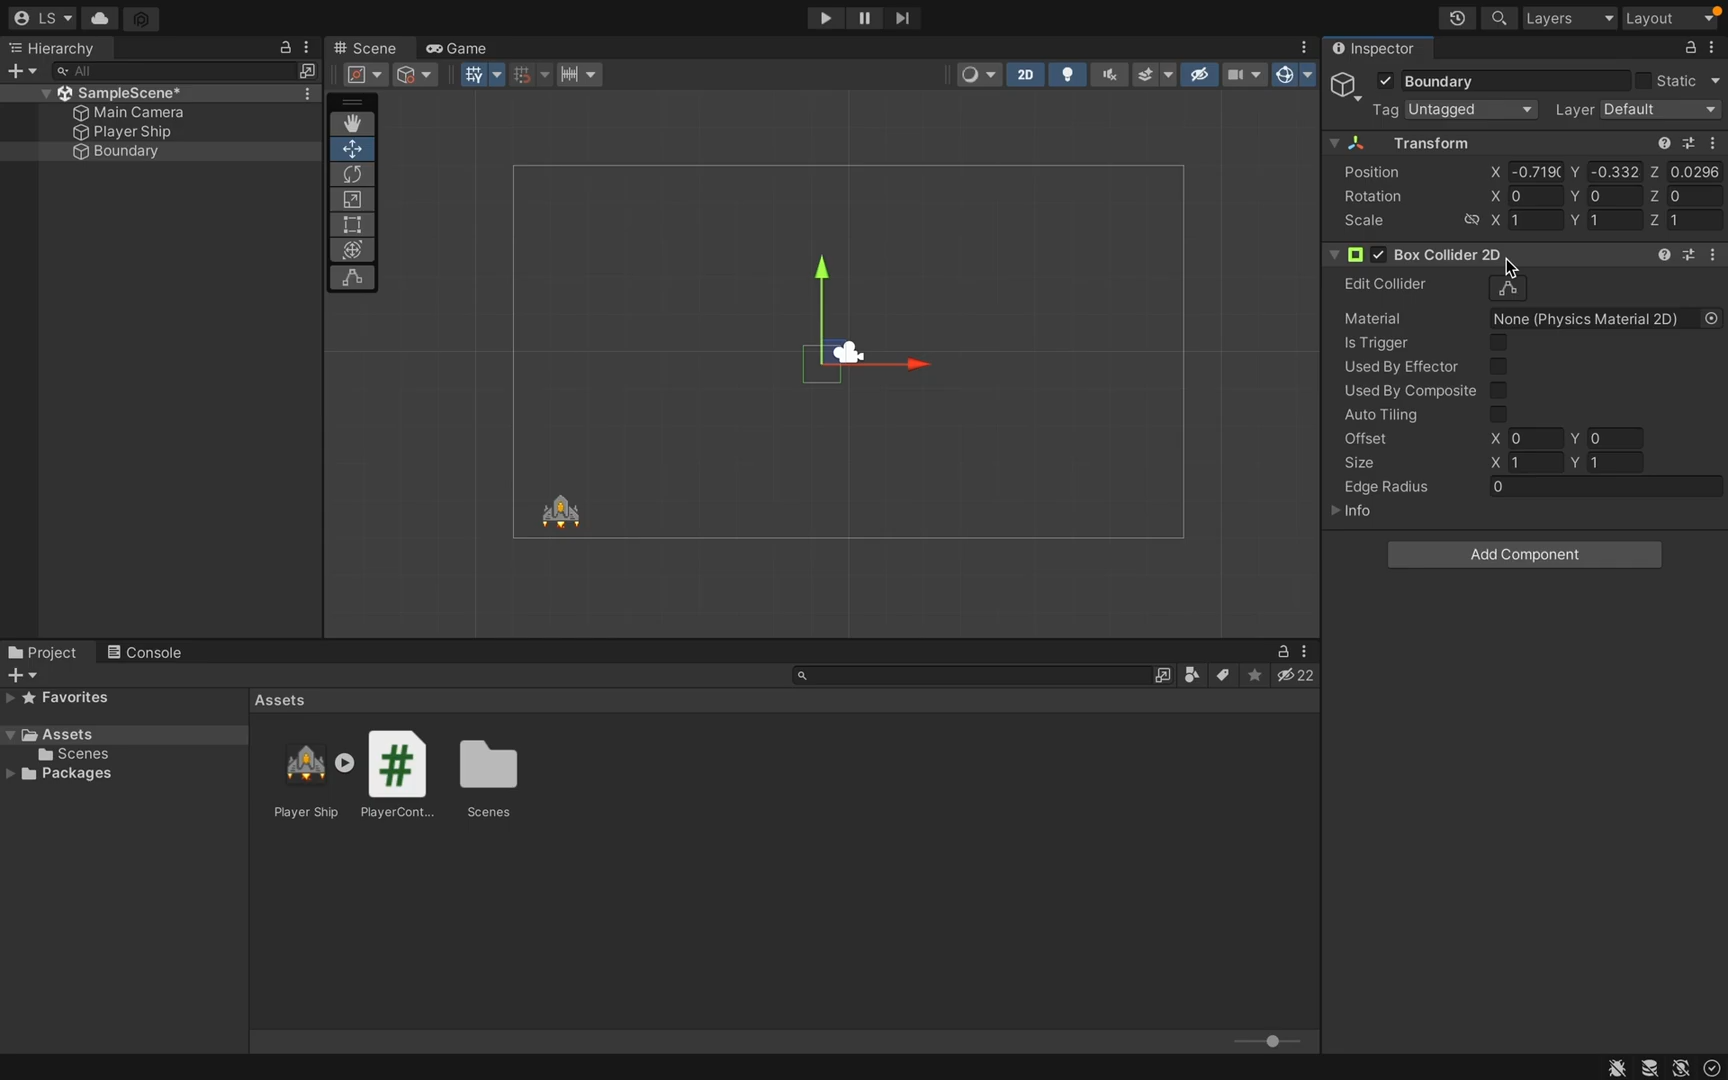 LS
Layers
Layout
Hierarchy
All
SampleScene*
Main Camera
Player Ship
Boundary
Scene
Game
2D
Inspector
Boundary
Static
Tag Untagged Layer Default
Transform
Position X -0.719( Y -0.332 Z 0.0296
Rotation X 0 Y 0 Z 0
Scale X 1 Y 1 Z 1
Box Collider 2D
Edit Collider
Material None (Physics Material 2D)
Is Trigger
Used By Effector
Used By Composite
Auto Tiling
Offset X 0 Y 0
Size X 1 Y 1
Edge Radius 0
Info
Add Component
Project
Console
22
Favorites
Assets
Scenes
Packages
Assets
Player Ship
PlayerCont...
Scenes